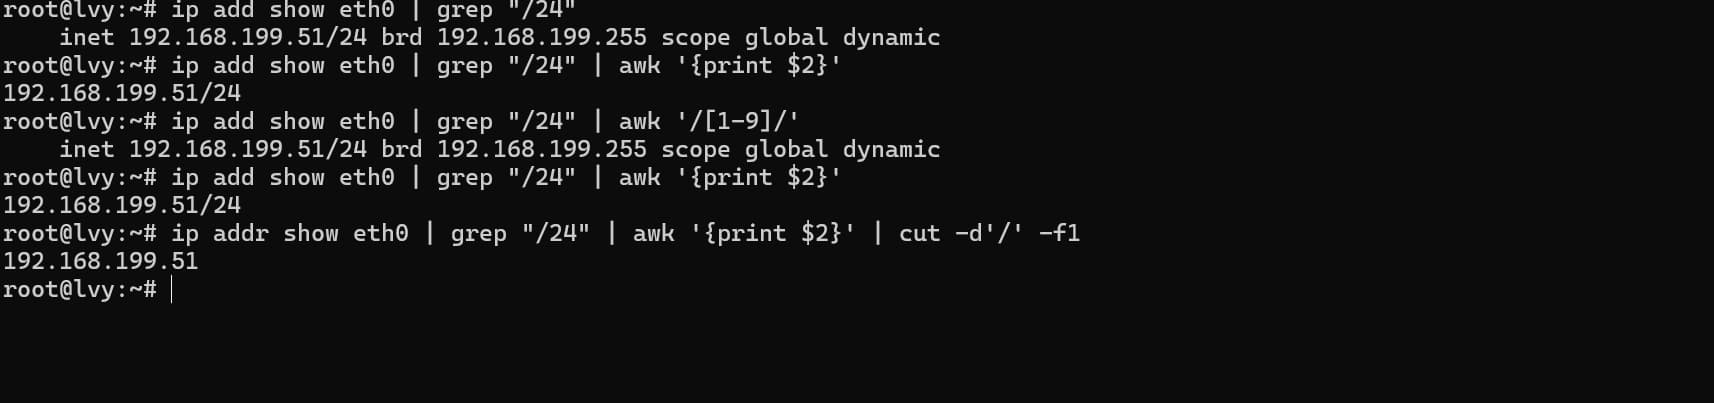 root@lvy:~# ip add show eth0 | grep "/24"
    inet 192.168.199.51/24 brd 192.168.199.255 scope global dynamic
root@lvy:~# ip add show eth0 | grep "/24" | awk '{print $2}'
192.168.199.51/24
root@lvy:~# ip add show eth0 | grep "/24" | awk '/[1-9]/'
    inet 192.168.199.51/24 brd 192.168.199.255 scope global dynamic
root@lvy:~# ip add show eth0 | grep "/24" | awk '{print $2}'
192.168.199.51/24
root@lvy:~# ip addr show eth0 | grep "/24" | awk '{print $2}' | cut -d'/' -f1
192.168.199.51
root@lvy:~#